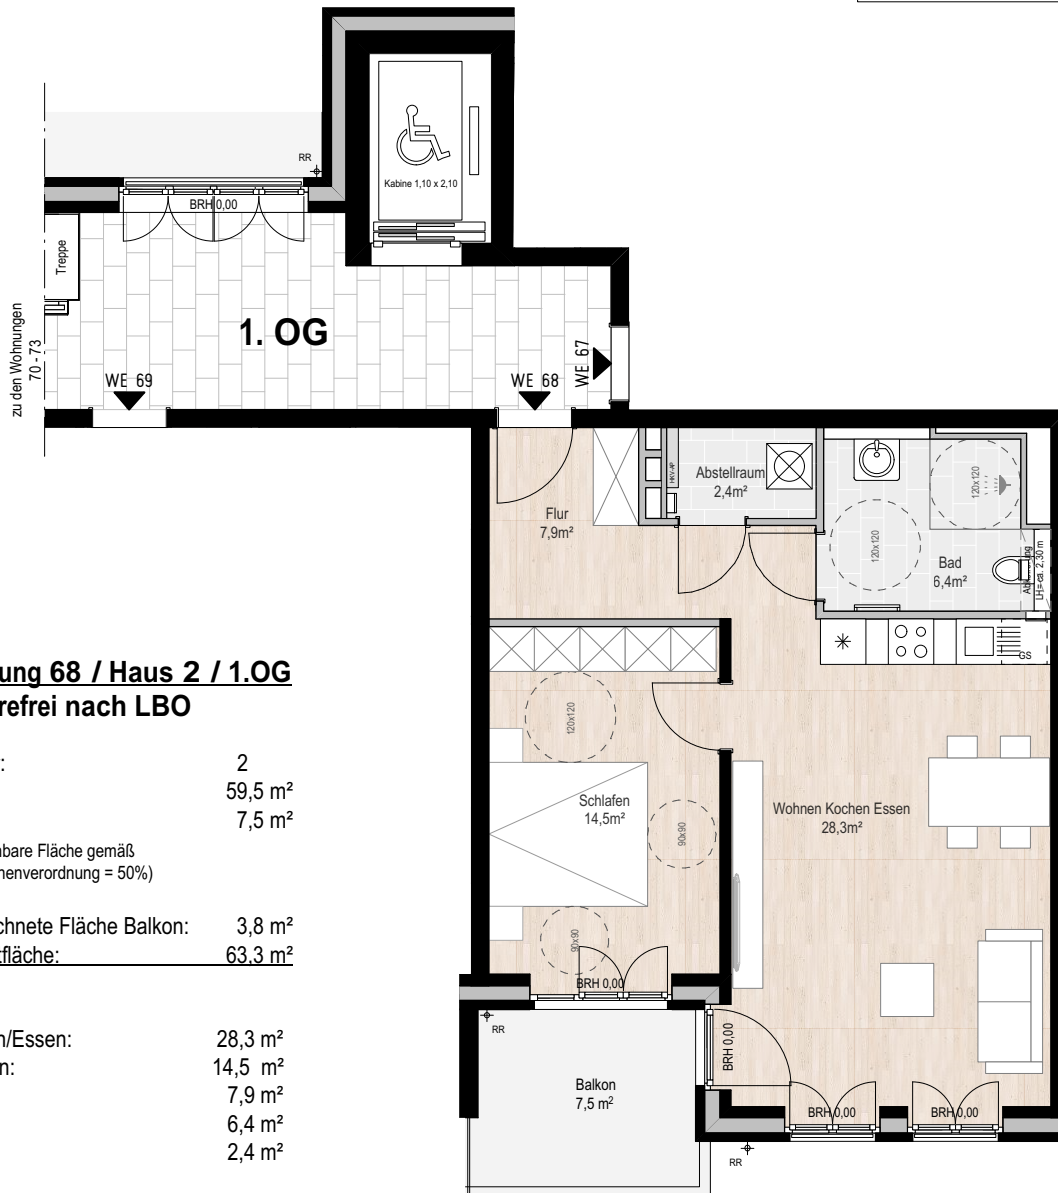 RR
Kabine 1,10 x 2,10
BRH 0,00
Treppe
1. OG
zu den Wohnungen
70 - 73
WE 69
WE 68
WE 67
Abstellraum
2,4m²
HKV-AP
120x120
Flur
7,9m²
120x120
Bad
6,4m²
LH= ca. 2,30 m
GS
ung 68 / Haus 2 / 1.OG
refrei nach LBO
: 2
59,5 m²
7,5 m²
nbare Fläche gemäß
henverordnung = 50%)
chnete Fläche Balkon: 3,8 m²
tfläche: 63,3 m²
n/Essen: 28,3 m²
n: 14,5 m²
7,9 m²
6,4 m²
2,4 m²
120x120
Schlafen
14,5m²
90x90
90x90
BRH 0,00
Wohnen Kochen Essen
28,3m²
RR
BRH 0,00
Balkon
7,5 m²
BRH 0,00
BRH 0,00
RR